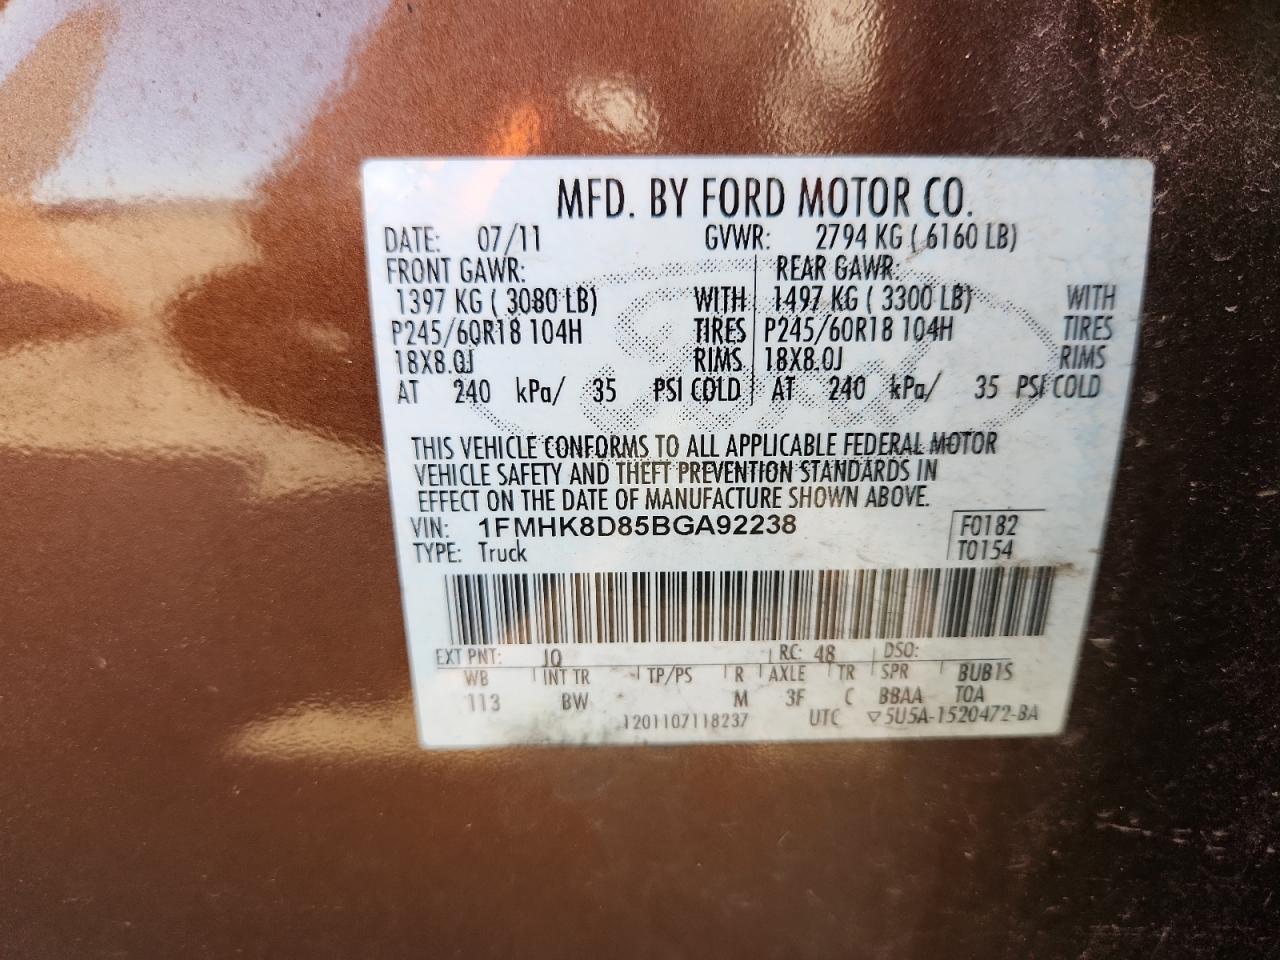 MFD. BY FORD MOTOR CO.
DATE: 07/11 GVWR: 2794 KG ( 6160 LB)
FRONT GAWR: REAR GAWR:
1397 KG ( 3080 LB) WITH 1497 KG ( 3300 LB) WITH
P245/60R18 104H TIRES P245/60R18 104H TIRES
18X8.0J RIMS 18X8.0J RIMS
AT 240 kPa/ 35 PSI COLD AT 240 kPa/ 35 PSI COLD
THIS VEHICLE CONFORMS TO ALL APPLICABLE FEDERAL MOTOR
VEHICLE SAFETY AND THEFT PREVENTION STANDARDS IN
EFFECT ON THE DATE OF MANUFACTURE SHOWN ABOVE.
VIN: 1FMHK8D85BGA92238 F0182
TYPE: Truck T0154
EXT PNT: JQ RC: 48 DSO:
WB INT TR TP/PS R AXLE TR SPR BUB1S
113 BW M 3F C BBAA TOA
1201107118237 UTC ▽5U5A-1520472-BA